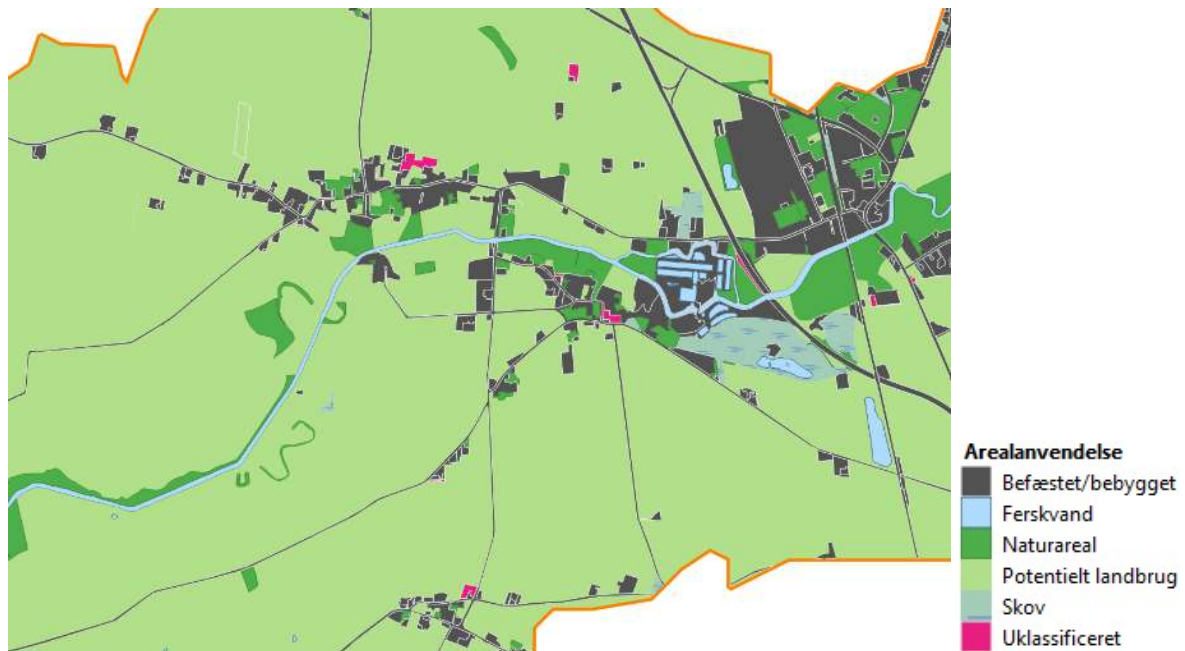 Arealanvendelse
Befæstet/bebygget
Ferskvand
Naturareal
Potentielt landbrug
Skov
Uklassificeret